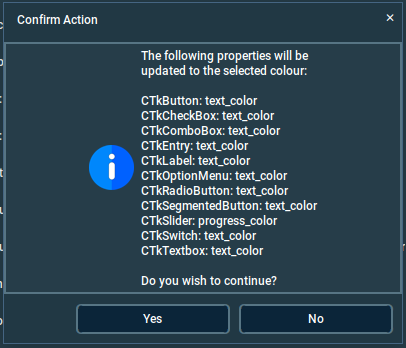 Confirm Action
The following properties will be
updated to the selected colour:
CTkButton: text_color
CTkCheckBox: text_color
CTkComboBox: text_color
CTkEntry: text_color
CTkLabel: text_color
CTkOptionMenu: text_color
CTkRadioButton: text_color
CTkSegmentedButton: text_color
CTkSlider: progress_color
CTkSwitch: text_color
CTkTextbox: text_color
Do you wish to continue?
Yes
No